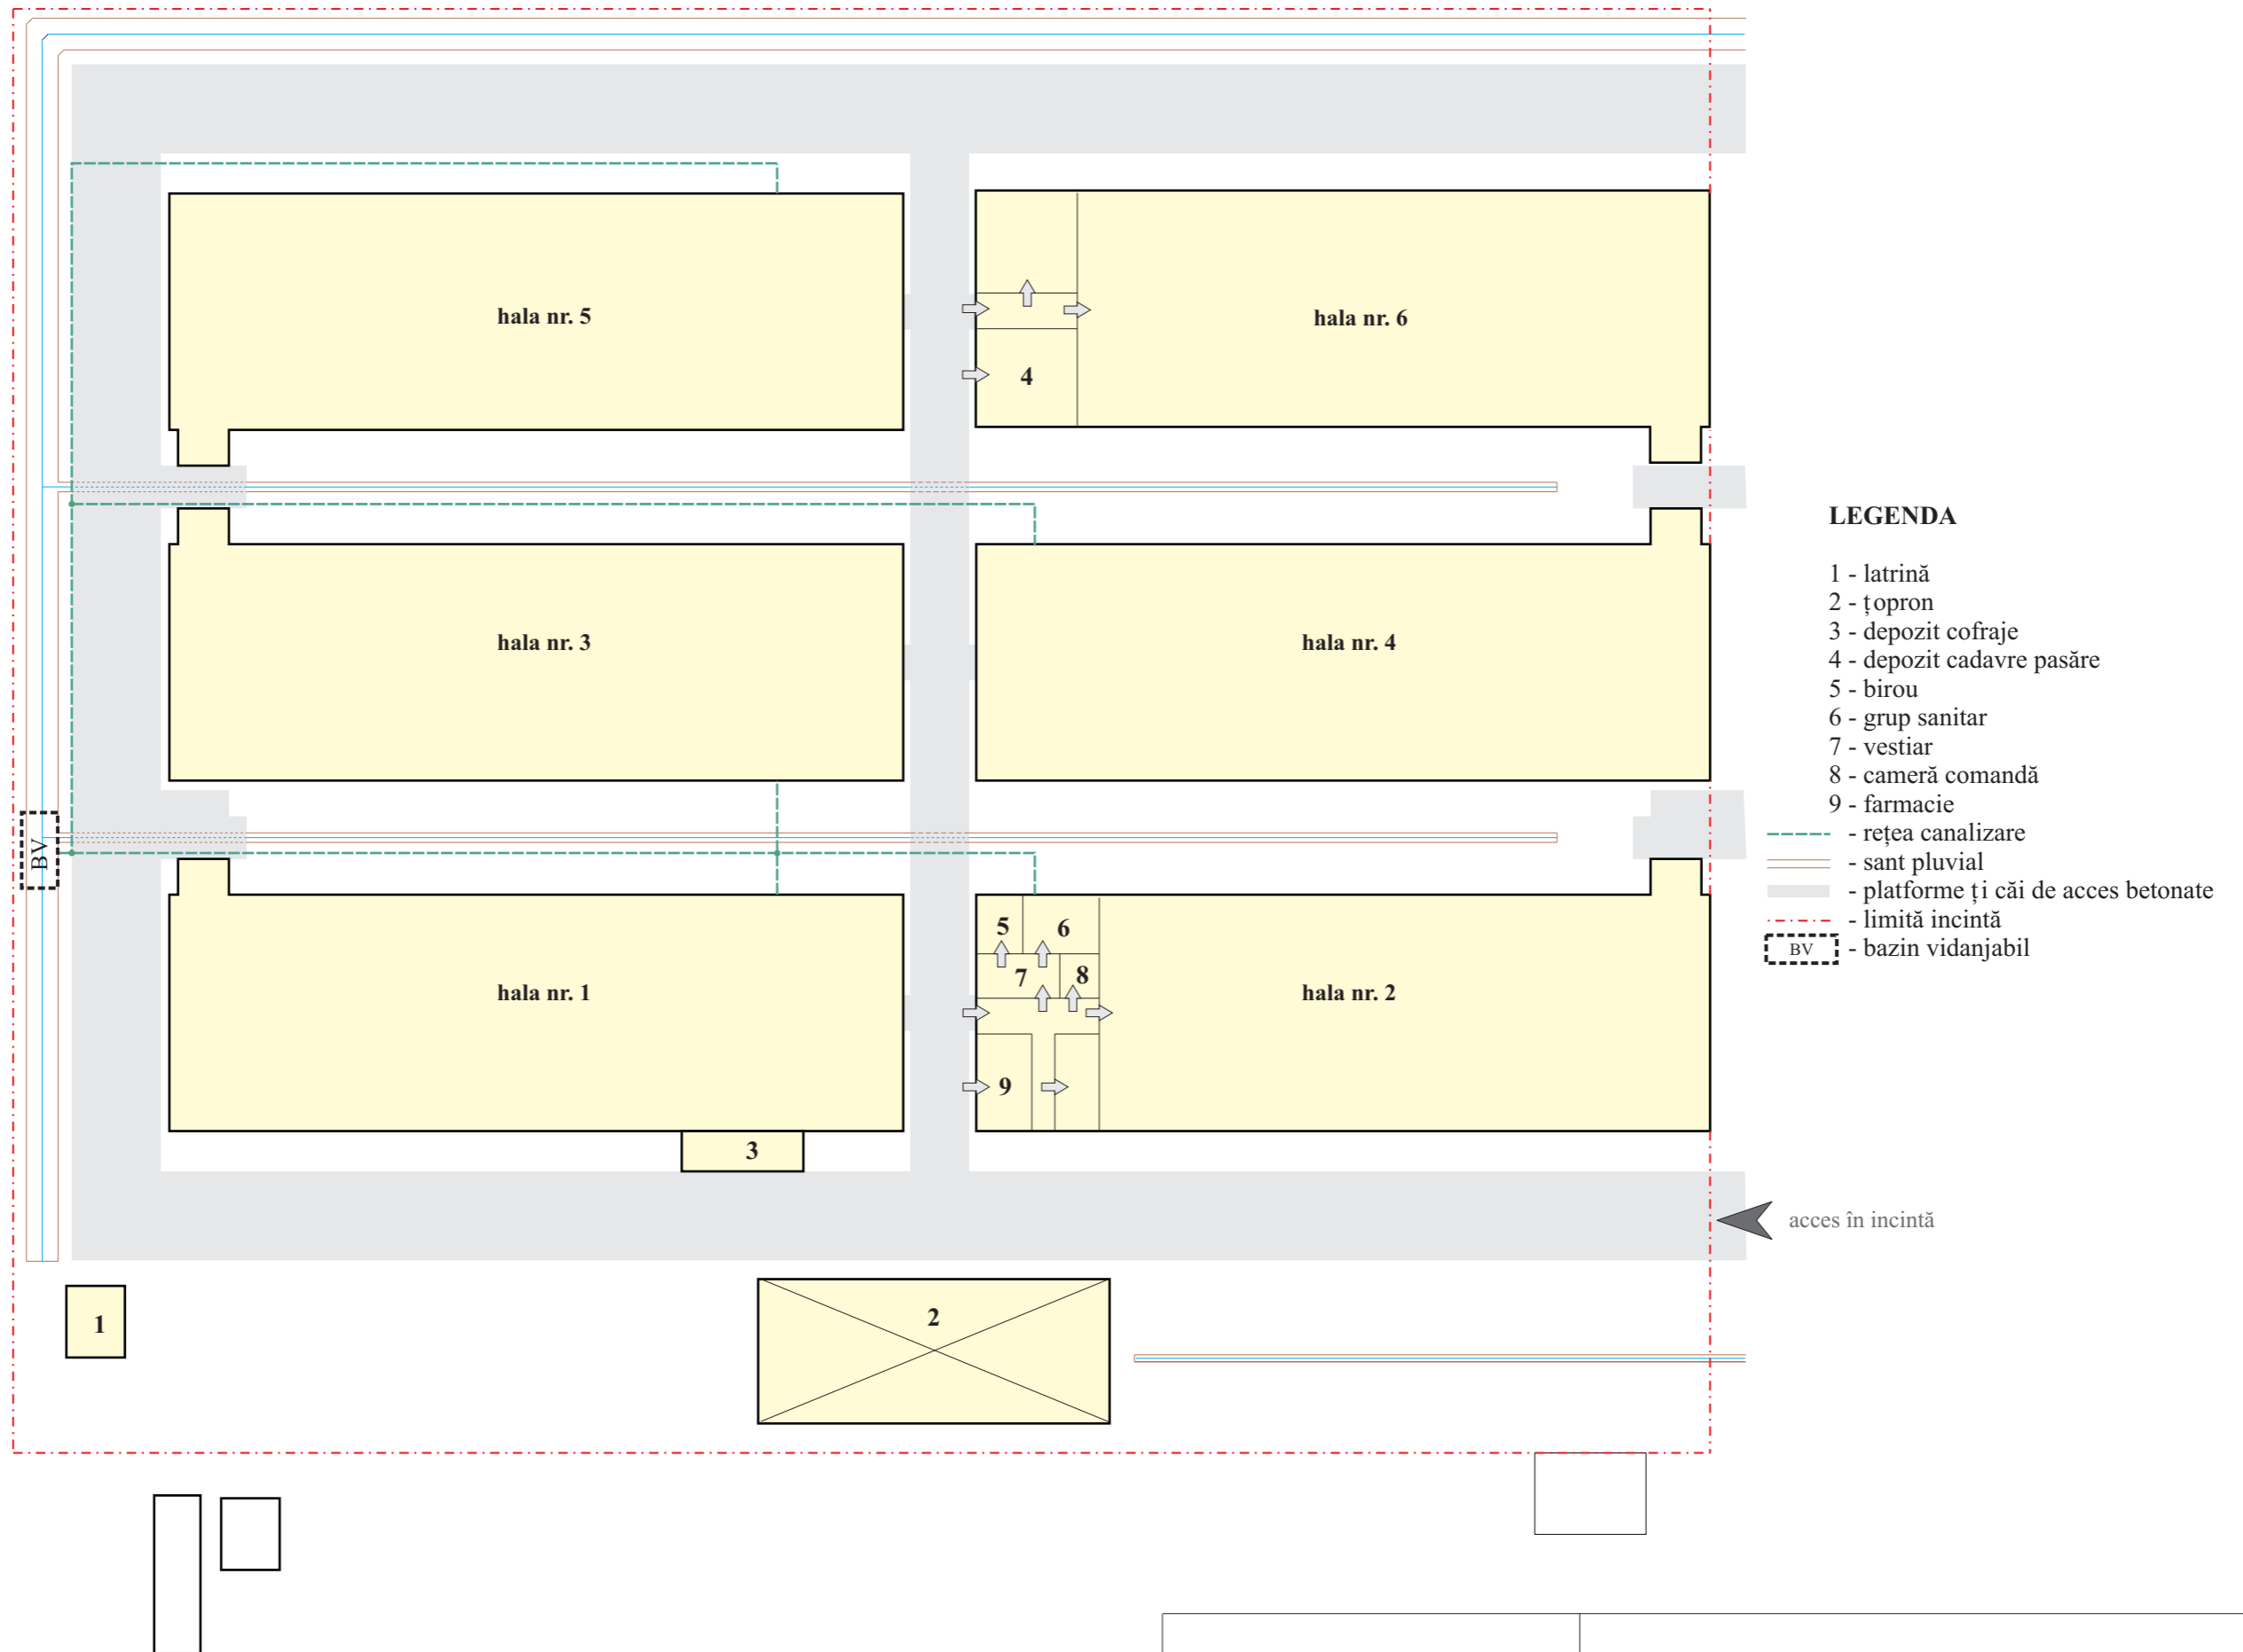 hala nr. 5
hala nr. 6
4
hala nr. 3
hala nr. 4
BV
hala nr. 1
5
6
7
8
9
hala nr. 2
3
acces în incintă
1
2
LEGENDA
1 - latrină
2 - țopron
3 - depozit cofraje
4 - depozit cadavre pasăre
5 - birou
6 - grup sanitar
7 - vestiar
8 - cameră comandă
9 - farmacie
- rețea canalizare
- sant pluvial
- platforme ți căi de acces betonate
- limită incintă
BV - bazin vidanjabil